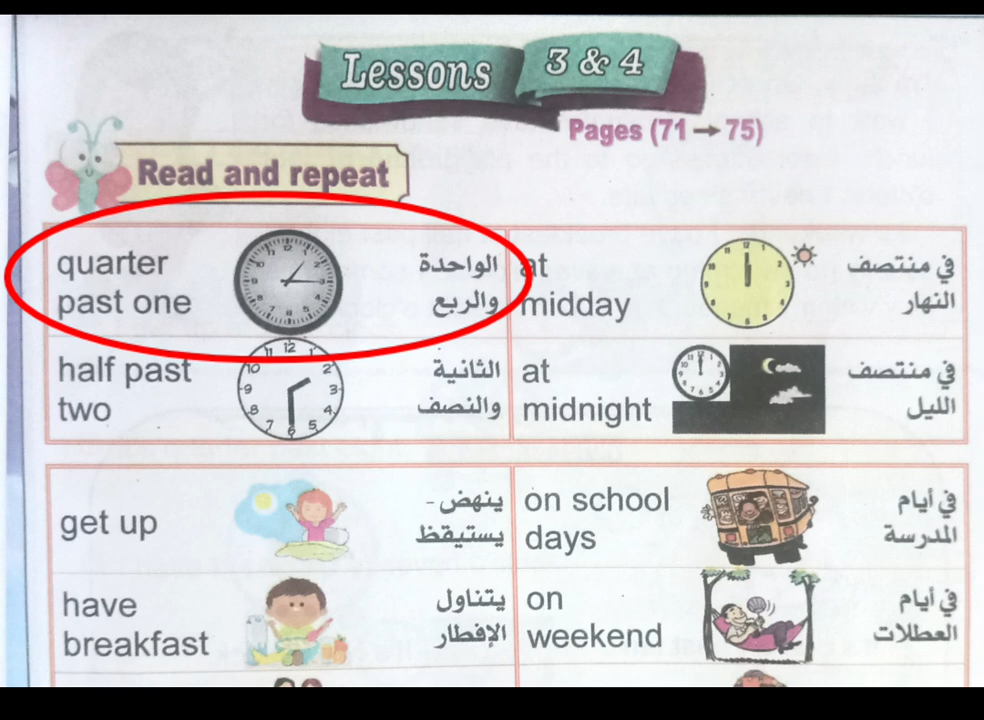 Lessons 3 & 4
Pages (71 → 75)
Read and repeat
quarter
past one
الواحدة
والربع
at
midday
في منتصف
النهار
half past
two
الثانية
والنصف
at
midnight
في منتصف
الليل
get up
ينهض -
يستيقظ
on school
days
في أيام
المدرسة
have
breakfast
يتناول
الإفطار
on
weekend
في أيام
العطلات